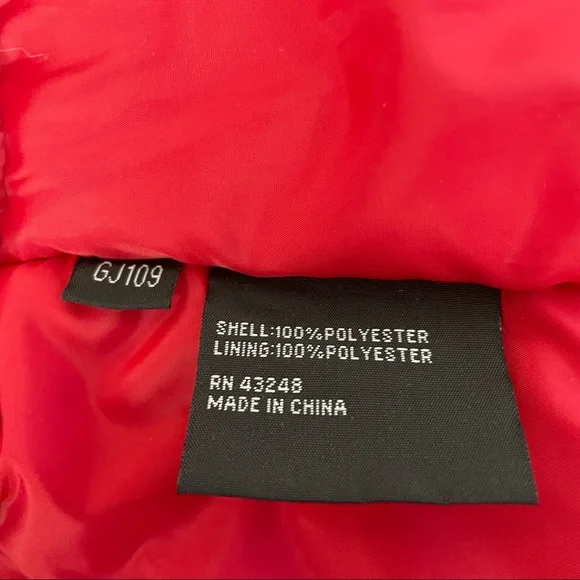 GJ109
SHELL:100%POLYESTER
LINING:100%POLYESTER
RN 43248
MADE IN CHINA